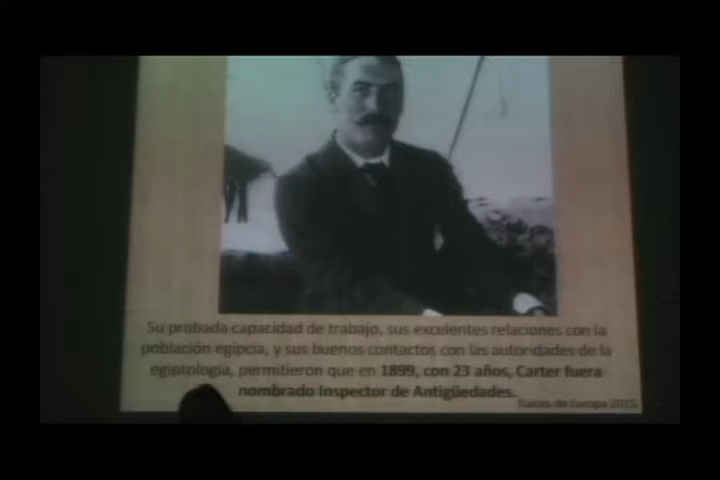 Su probada capacidad de trabajo, sus excelentes relaciones con la
población egipcia, y sus buenos contactos con las autoridades de la
egiptología, permitieron que en 1899, con 23 años, Carter fuera
nombrado Inspector de Antigüedades.
de Europa 2015